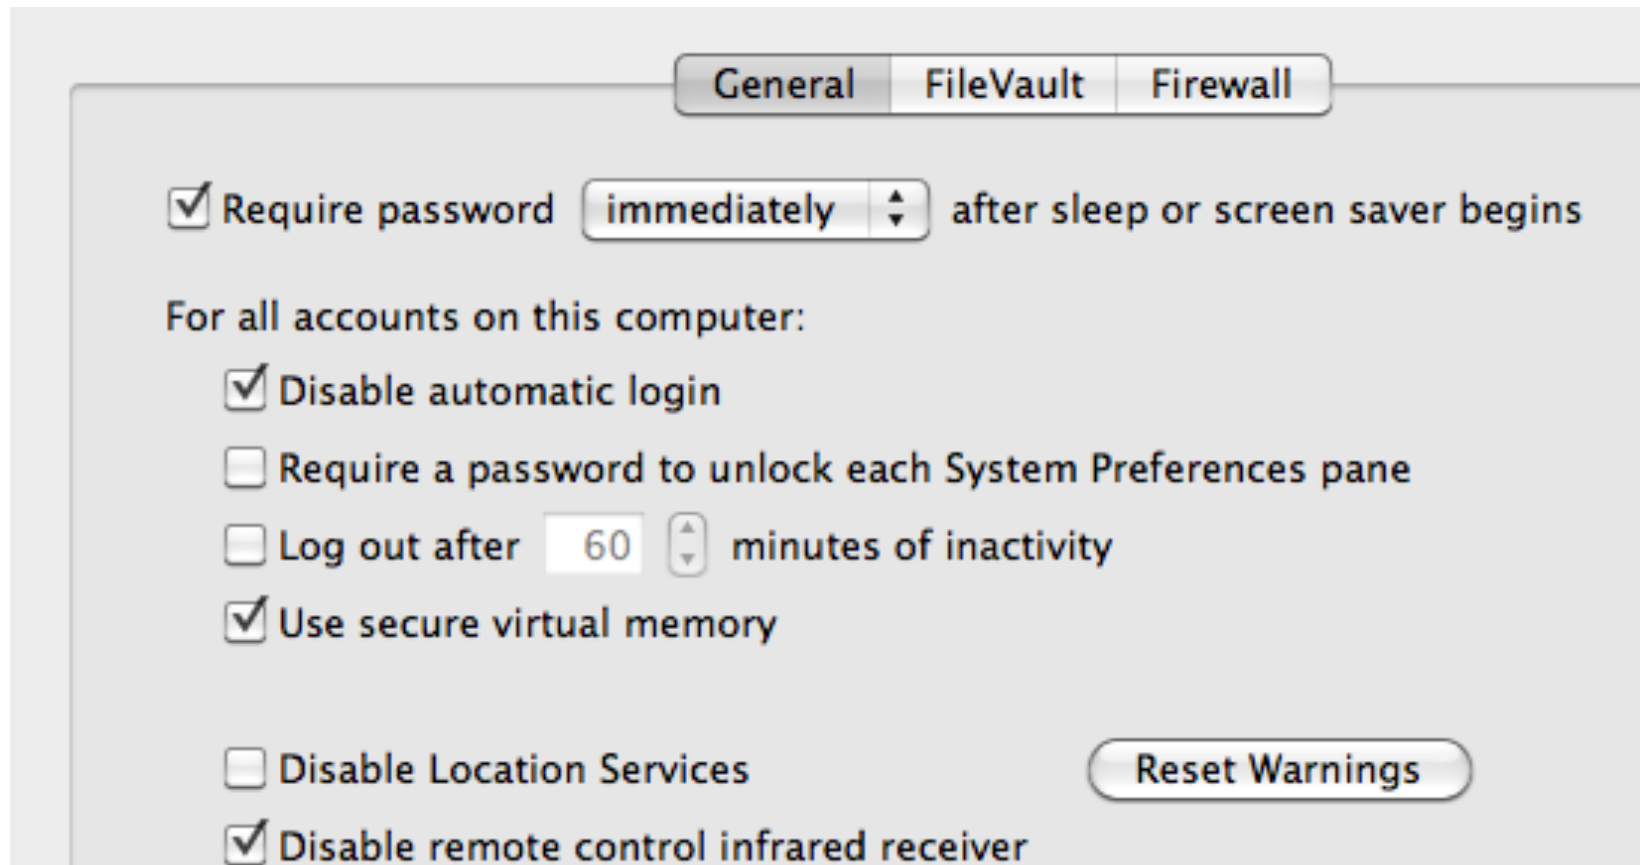 General FileVault Firewall
Require password immediately after sleep or screen saver begins
For all accounts on this computer:
Disable automatic login
Require a password to unlock each System Preferences pane
Log out after 60 minutes of inactivity
Use secure virtual memory
Disable Location Services Reset Warnings
Disable remote control infrared receiver